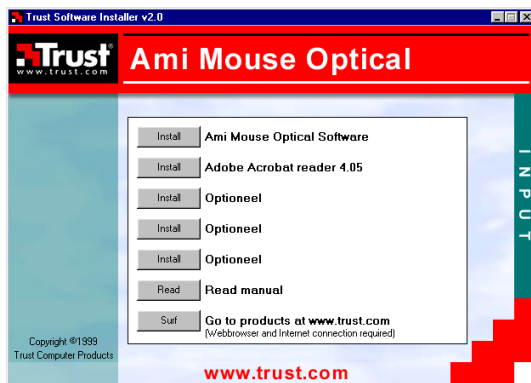 Trust Software Installer v2.0
Trust
www.trust.com
Ami Mouse Optical
Install Ami Mouse Optical Software
Install Adobe Acrobat reader 4.05
Install Optioneel
Install Optioneel
Install Optioneel
Read Read manual
Surf Go to products at www.trust.com
(Webbrowser and Internet connection required)
INPUT
Copyright ©1999
Trust Computer Products
www.trust.com